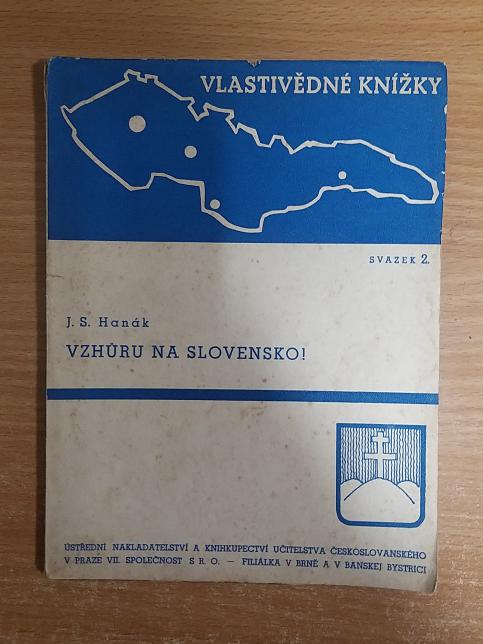 VLASTIVĚDNÉ KNÍŽKY
SVAZEK 2.
J. S. Hanák
VZHŮRU NA SLOVENSKO!
ÚSTŘEDNÍ NAKLADATELSTVÍ A KNIHKUPECTVÍ UČITELSTVA ČESKOSLOVANSKÉHO
V PRAZE VII. SPOLEČNOST S R. O. — FILIÁLKA V BRNĚ A V BANSKEJ BYSTRICI